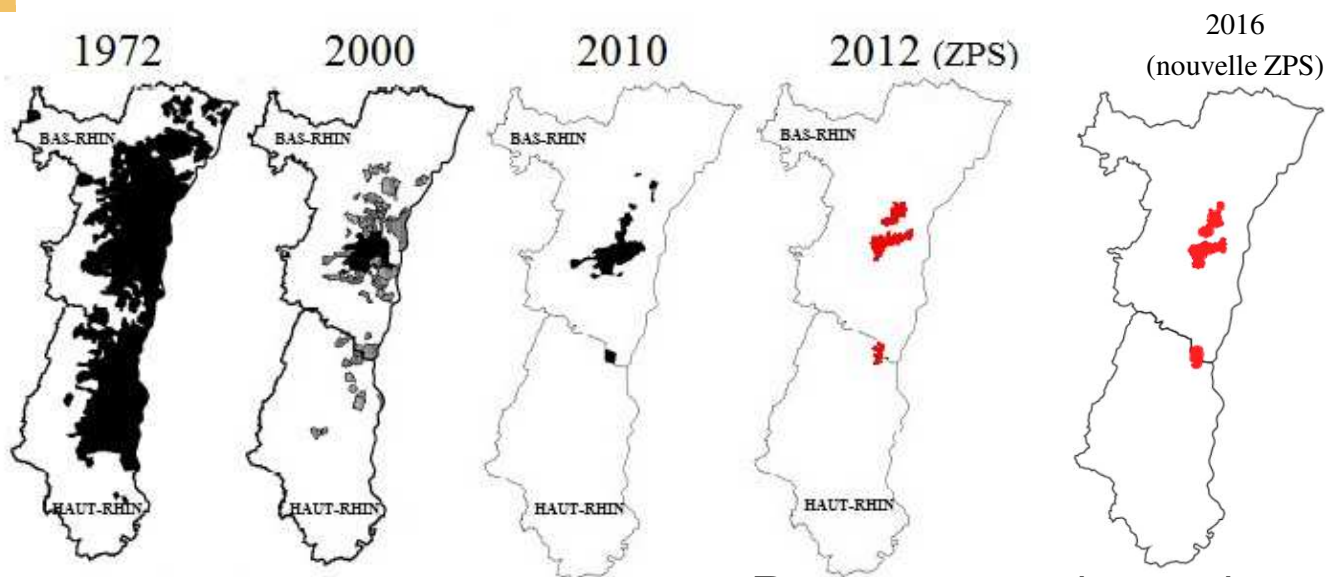 1972
2000
2010
2012 (ZPS)
2016
(nouvelle ZPS)
BAS-RHIN
BAS-RHIN
BAS-RHIN
BAS-RHIN
HAUT-RHIN
HAUT-RHIN
HAUT-RHIN
HAUT-RHIN